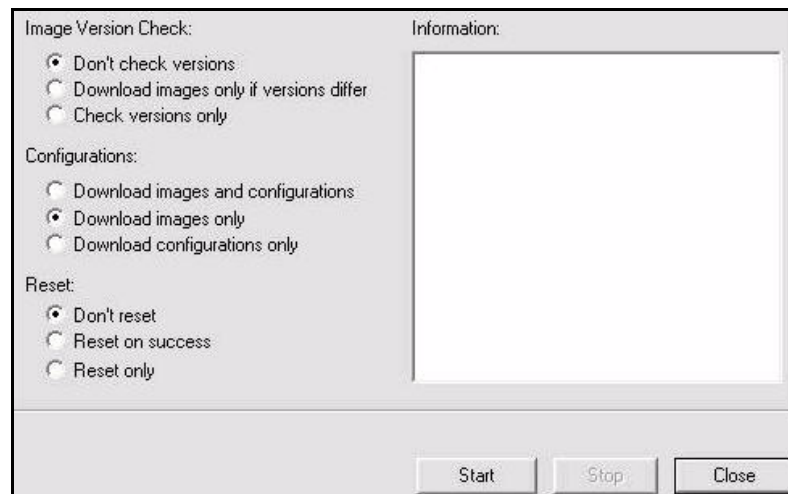 Image Version Check:
Don't check versions
Download images only if versions differ
Check versions only
Configurations:
Download images and configurations
Download images only
Download configurations only
Reset:
Don't reset
Reset on success
Reset only
Information:
Start
Stop
Close